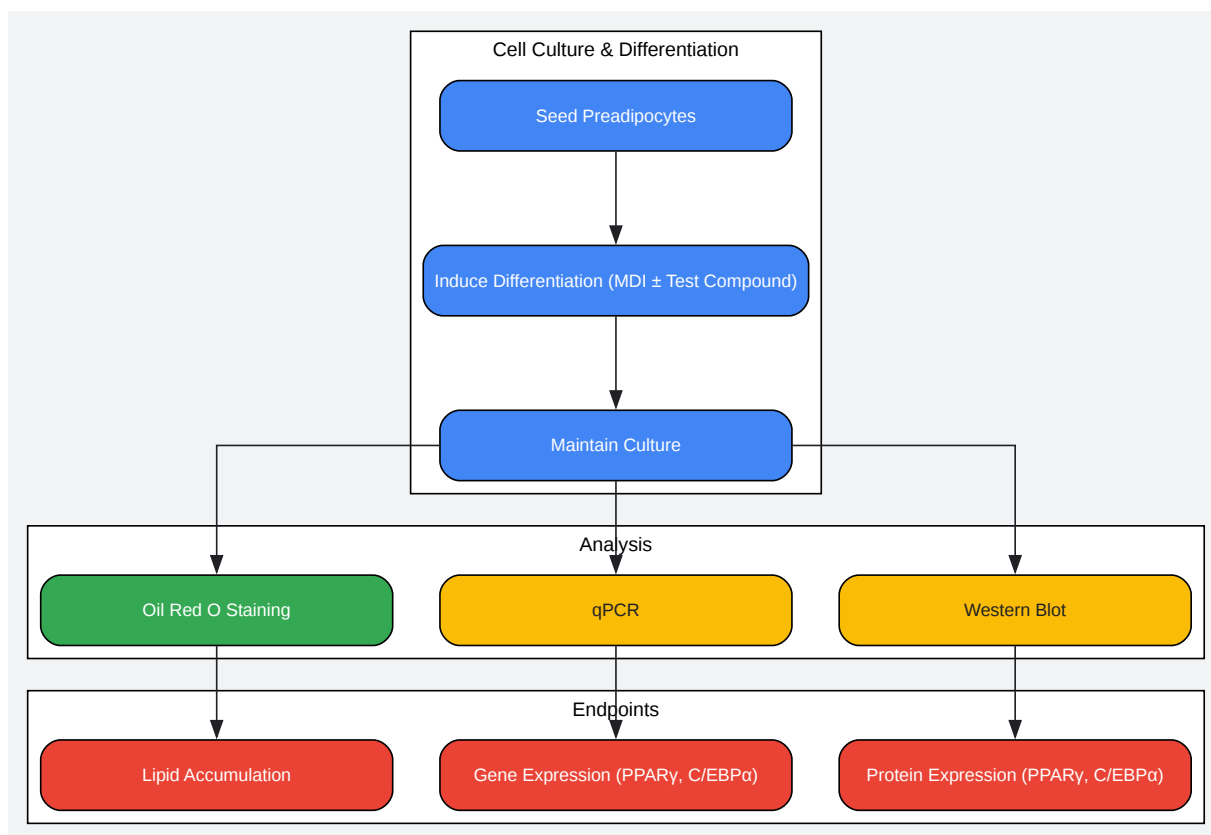 Cell Culture & Differentiation
Seed Preadipocytes
Induce Differentiation (MDI ± Test Compound)
Maintain Culture
Analysis
Oil Red O Staining
qPCR
Western Blot
Endpoints
Lipid Accumulation
Gene Expression (PPARγ, C/EBPα)
Protein Expression (PPARγ, C/EBPα)